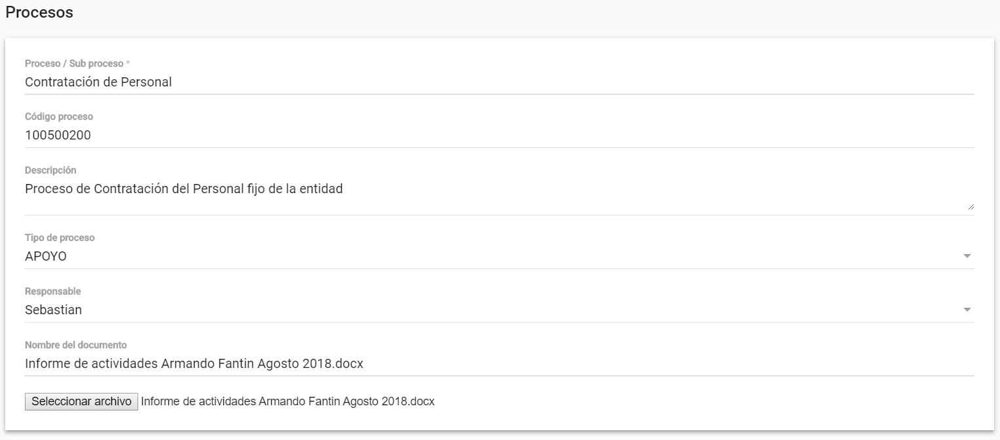 Procesos
Proceso / Sub proceso *
Contratación de Personal
Código proceso
100500200
Descripción
Proceso de Contratación del Personal fijo de la entidad
Tipo de proceso
APOYO
Responsable
Sebastian
Nombre del documento
Informe de actividades Armando Fantin Agosto 2018.docx
Seleccionar archivo Informe de actividades Armando Fantin Agosto 2018.docx